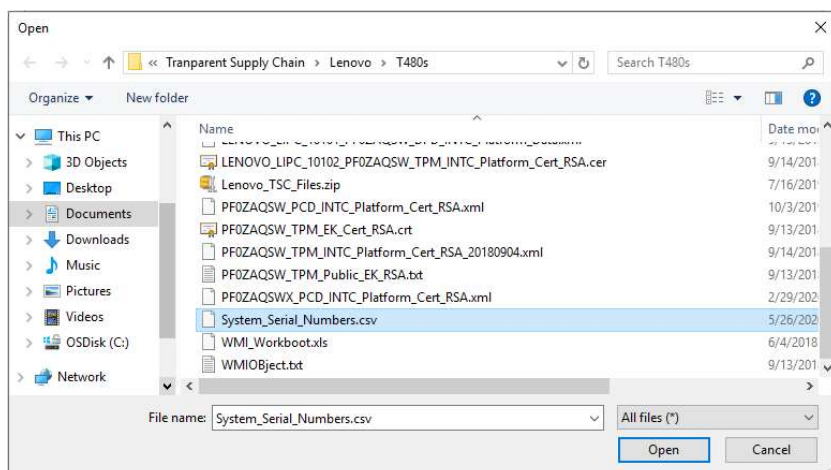 Open
« Tranparent Supply Chain › Lenovo › T480s
Search T480s
Organize
New folder
Name
Date mo
This PC
3D Objects
Desktop
Documents
Downloads
Music
Pictures
Videos
OSDisk (C:)
Network
LENOVO_LIPC_10102_PF0ZAQSW_TPM_INTC_Platform_Cert_RSA.cer
9/14/201
Lenovo_TSC_Files.zip
7/16/201
PF0ZAQSW_PCD_INTC_Platform_Cert_RSA.xml
10/3/201
PF0ZAQSW_TPM_EK_Cert_RSA.crt
9/13/201
PF0ZAQSW_TPM_INTC_Platform_Cert_RSA_20180904.xml
9/14/201
PF0ZAQSW_TPM_Public_EK_RSA.txt
9/13/201
PF0ZAQSWX_PCD_INTC_Platform_Cert_RSA.xml
2/29/202
System_Serial_Numbers.csv
5/26/202
WMI_Workboot.xls
6/4/2018
WMIOBject.txt
9/13/201
File name: System_Serial_Numbers.csv
All files (*)
Open
Cancel